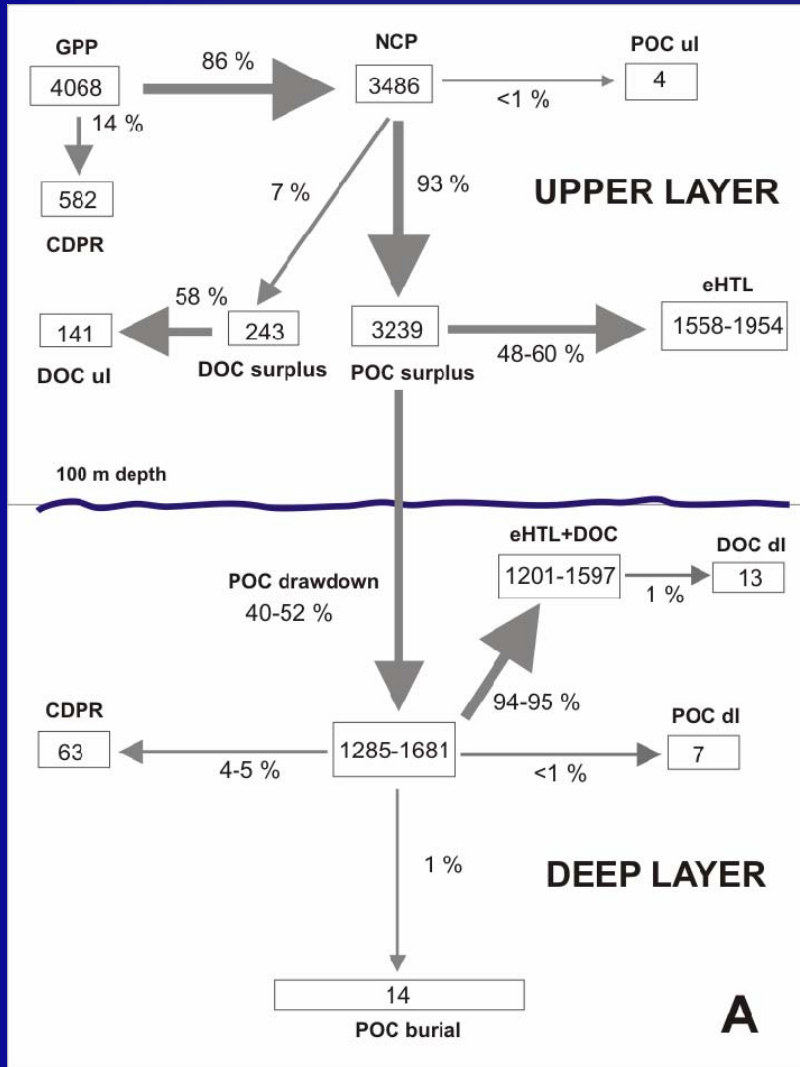 GPP
4068
86 %
NCP
3486
<1 %
POC ul
4
14 %
582
CDPR
7 %
93 %
UPPER LAYER
58 %
141
DOC ul
243
DOC surplus
3239
POC surplus
48-60 %
eHTL
1558-1954
100 m depth
POC drawdown
40-52 %
eHTL+DOC
1201-1597
1 %
DOC dl
13
94-95 %
CDPR
63
4-5 %
1285-1681
<1 %
POC dl
7
1 %
DEEP LAYER
14
POC burial
A